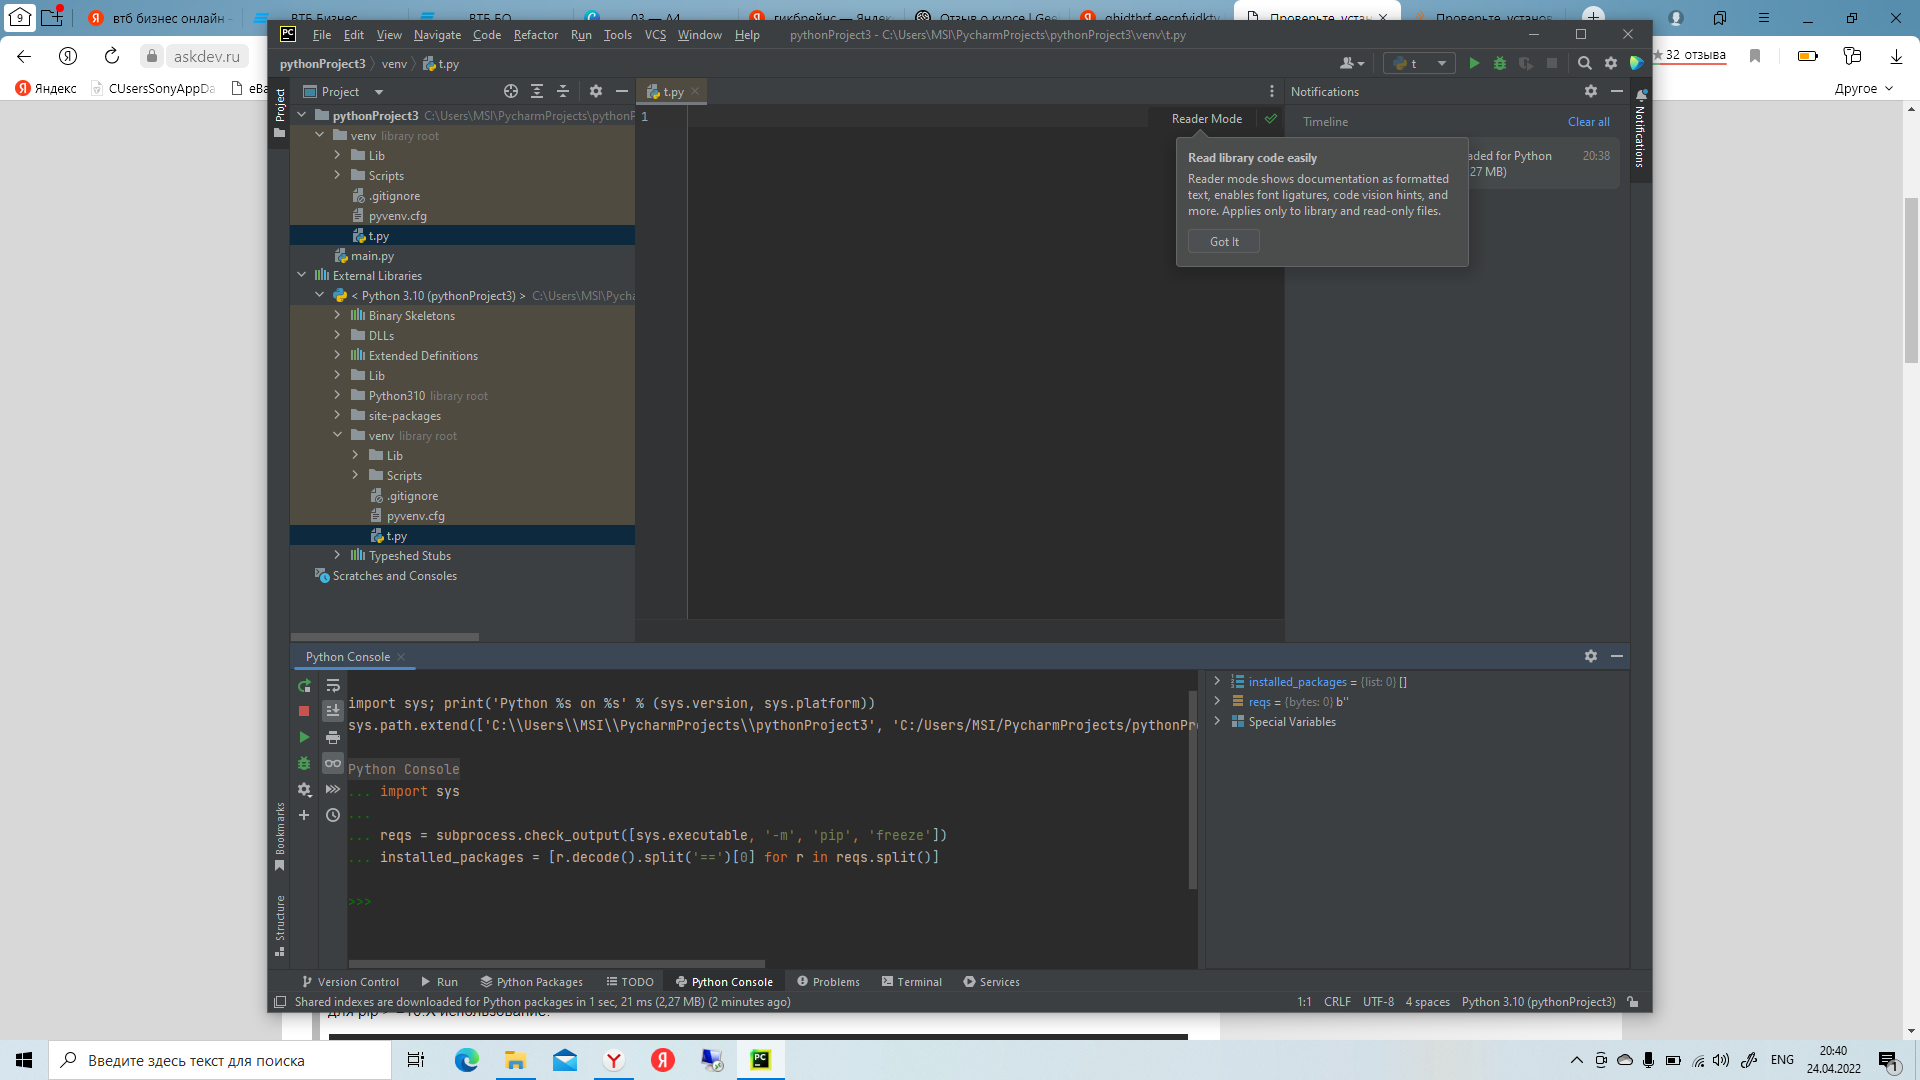 9
втб бизнес онлайн
ВТБ Бизнес
ВТБ БО
03 — А4
гикбрейнс — Яндек
Отзыв о курсе | Gee
ghidthrf eecnfyjdktv
Проверьте, устан
Проверьте, установ
askdev.ru
32 отзыва
Яндекс
CUsersSonyAppDa
eBa
Другое
PC
File Edit View Navigate Code Refactor Run Tools VCS Window Help
pythonProject3 - C:\Users\MSI\PycharmProjects\pythonProject3\venv\t.py
pythonProject3 venv t.py
t
Project
Project
t.py
Notifications
Notifications
pythonProject3 C:\Users\MSI\PycharmProjects\pythonP
venv library root
Lib
Scripts
.gitignore
pyvenv.cfg
t.py
main.py
External Libraries
< Python 3.10 (pythonProject3) > C:\Users\MSI\Pycha
Binary Skeletons
DLLs
Extended Definitions
Lib
Python310 library root
site-packages
venv library root
Lib
Scripts
.gitignore
pyvenv.cfg
t.py
Typeshed Stubs
Scratches and Consoles
1
Reader Mode
Read library code easily
Reader mode shows documentation as formatted
text, enables font ligatures, code vision hints, and
more. Applies only to library and read-only files.
Got It
Timeline
Clear all
aded for Python 20:38
27 MB)
Python Console
import sys; print('Python %s on %s' % (sys.version, sys.platform))
sys.path.extend(['C:\\Users\\MSI\\PycharmProjects\\pythonProject3', 'C:/Users/MSI/PycharmProjects/pythonPr
Python Console
... import sys
...
... reqs = subprocess.check_output([sys.executable, '-m', 'pip', 'freeze'])
... installed_packages = [r.decode().split('==')[0] for r in reqs.split()]
>>>
installed_packages = {list: 0} []
reqs = {bytes: 0} b''
Special Variables
Bookmarks
Structure
Version Control Run Python Packages TODO Python Console Problems Terminal Services
Shared indexes are downloaded for Python packages in 1 sec, 21 ms (2,27 MB) (2 minutes ago)
1:1 CRLF UTF-8 4 spaces Python 3.10 (pythonProject3)
Введите здесь текст для поиска
PC
ENG
20:40
24.04.2022
1